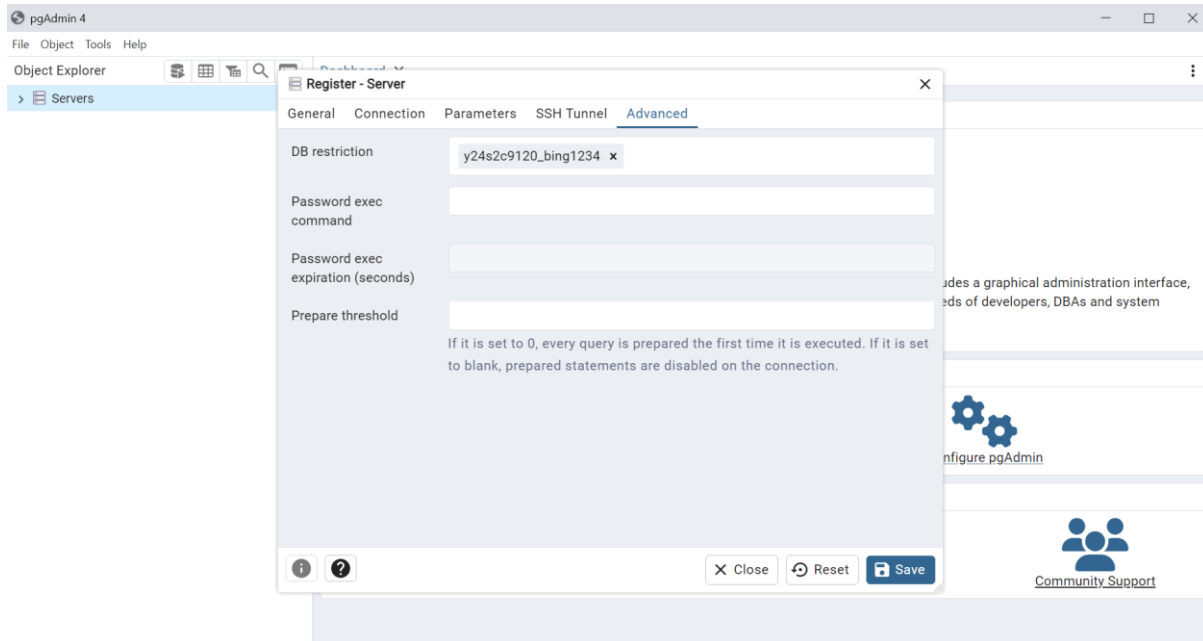 pgAdmin 4
File Object Tools Help
Object Explorer
Servers
Register - Server
General Connection Parameters SSH Tunnel Advanced
DB restriction
y24s2c9120_bing1234
Password exec
command
Password exec
expiration (seconds)
Prepare threshold
If it is set to 0, every query is prepared the first time it is executed. If it is set
to blank, prepared statements are disabled on the connection.
a graphical administration interface,
of developers, DBAs and system
pgAdmin
Close Reset Save
Community Support